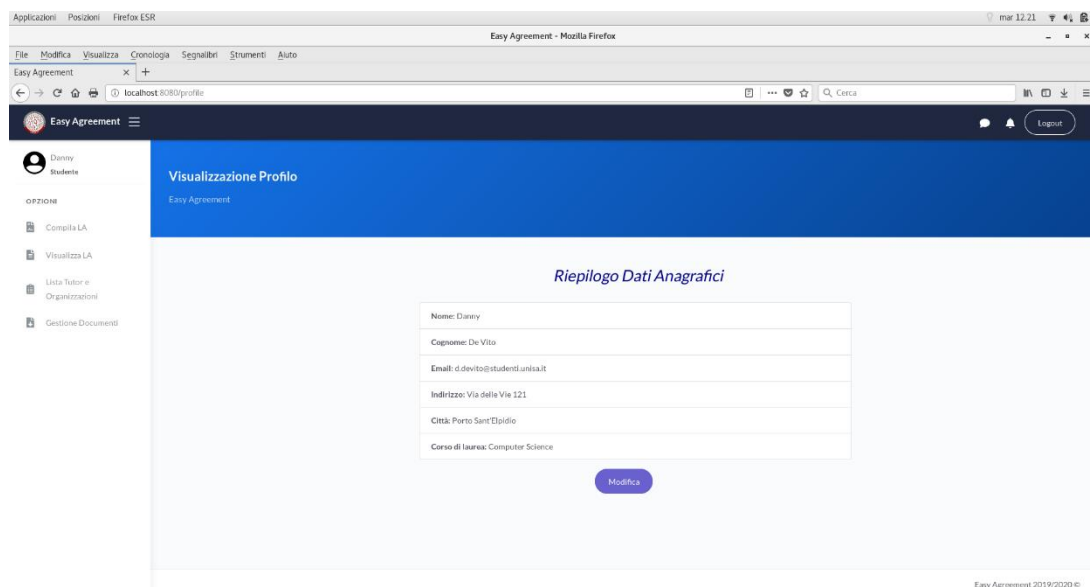 Applicazioni Posizioni Firefox ESR mar 12.21
Easy Agreement - Mozilla Firefox
File Modifica Visualizza Cronologia Segnalibri Strumenti Aiuto
Easy Agreement
localhost:8080/profile Cerca
Easy Agreement Logout
Danny
Studente
OPZIONI
Compila LA
Visualizza LA
Lista Tutor e
Organizzazioni
Gestione Documenti
Visualizzazione Profilo
Easy Agreement
Riepilogo Dati Anagrafici
Nome: Danny
Cognome: De Vito
Email: d.devito@studenti.unisa.it
Indirizzo: Via delle Vie 121
Città: Porto Sant'Elpidio
Corso di laurea: Computer Science
Modifica
Easy Agreement 2019/2020 ©